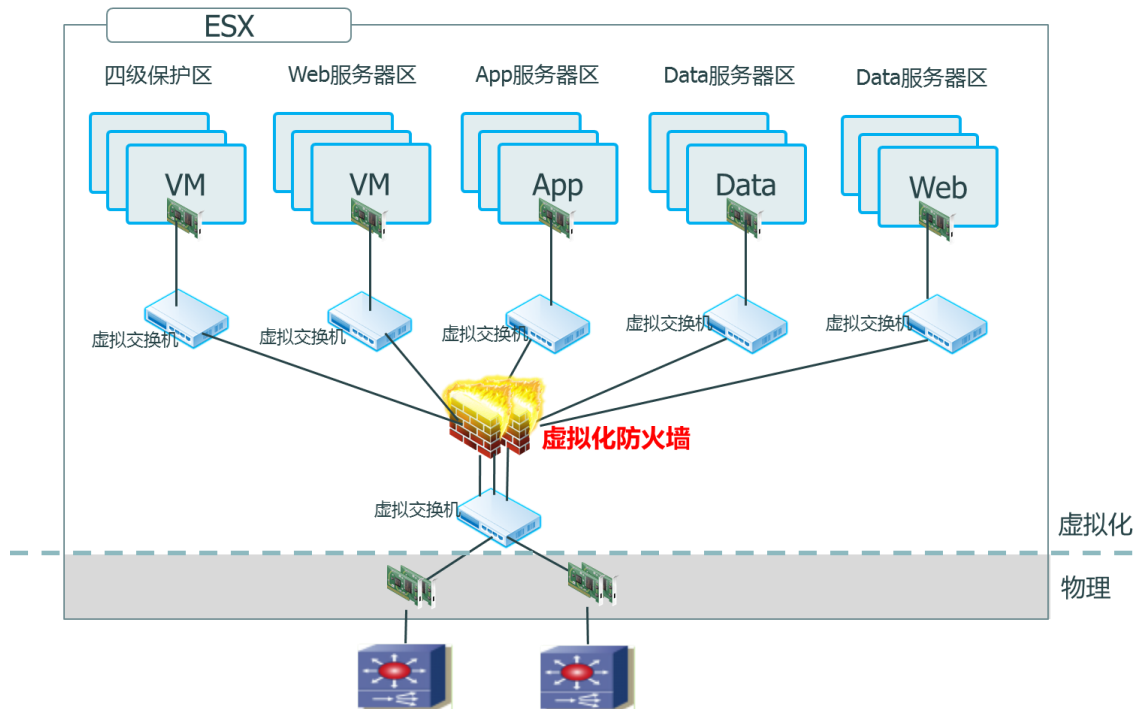 ESX
四级保护区
Web服务器区
App服务器区
Data服务器区
Data服务器区
VM
VM
App
Data
Web
虚拟交换机
虚拟交换机
虚拟交换机
虚拟交换机
虚拟交换机
虚拟化防火墙
虚拟交换机
虚拟化
物理